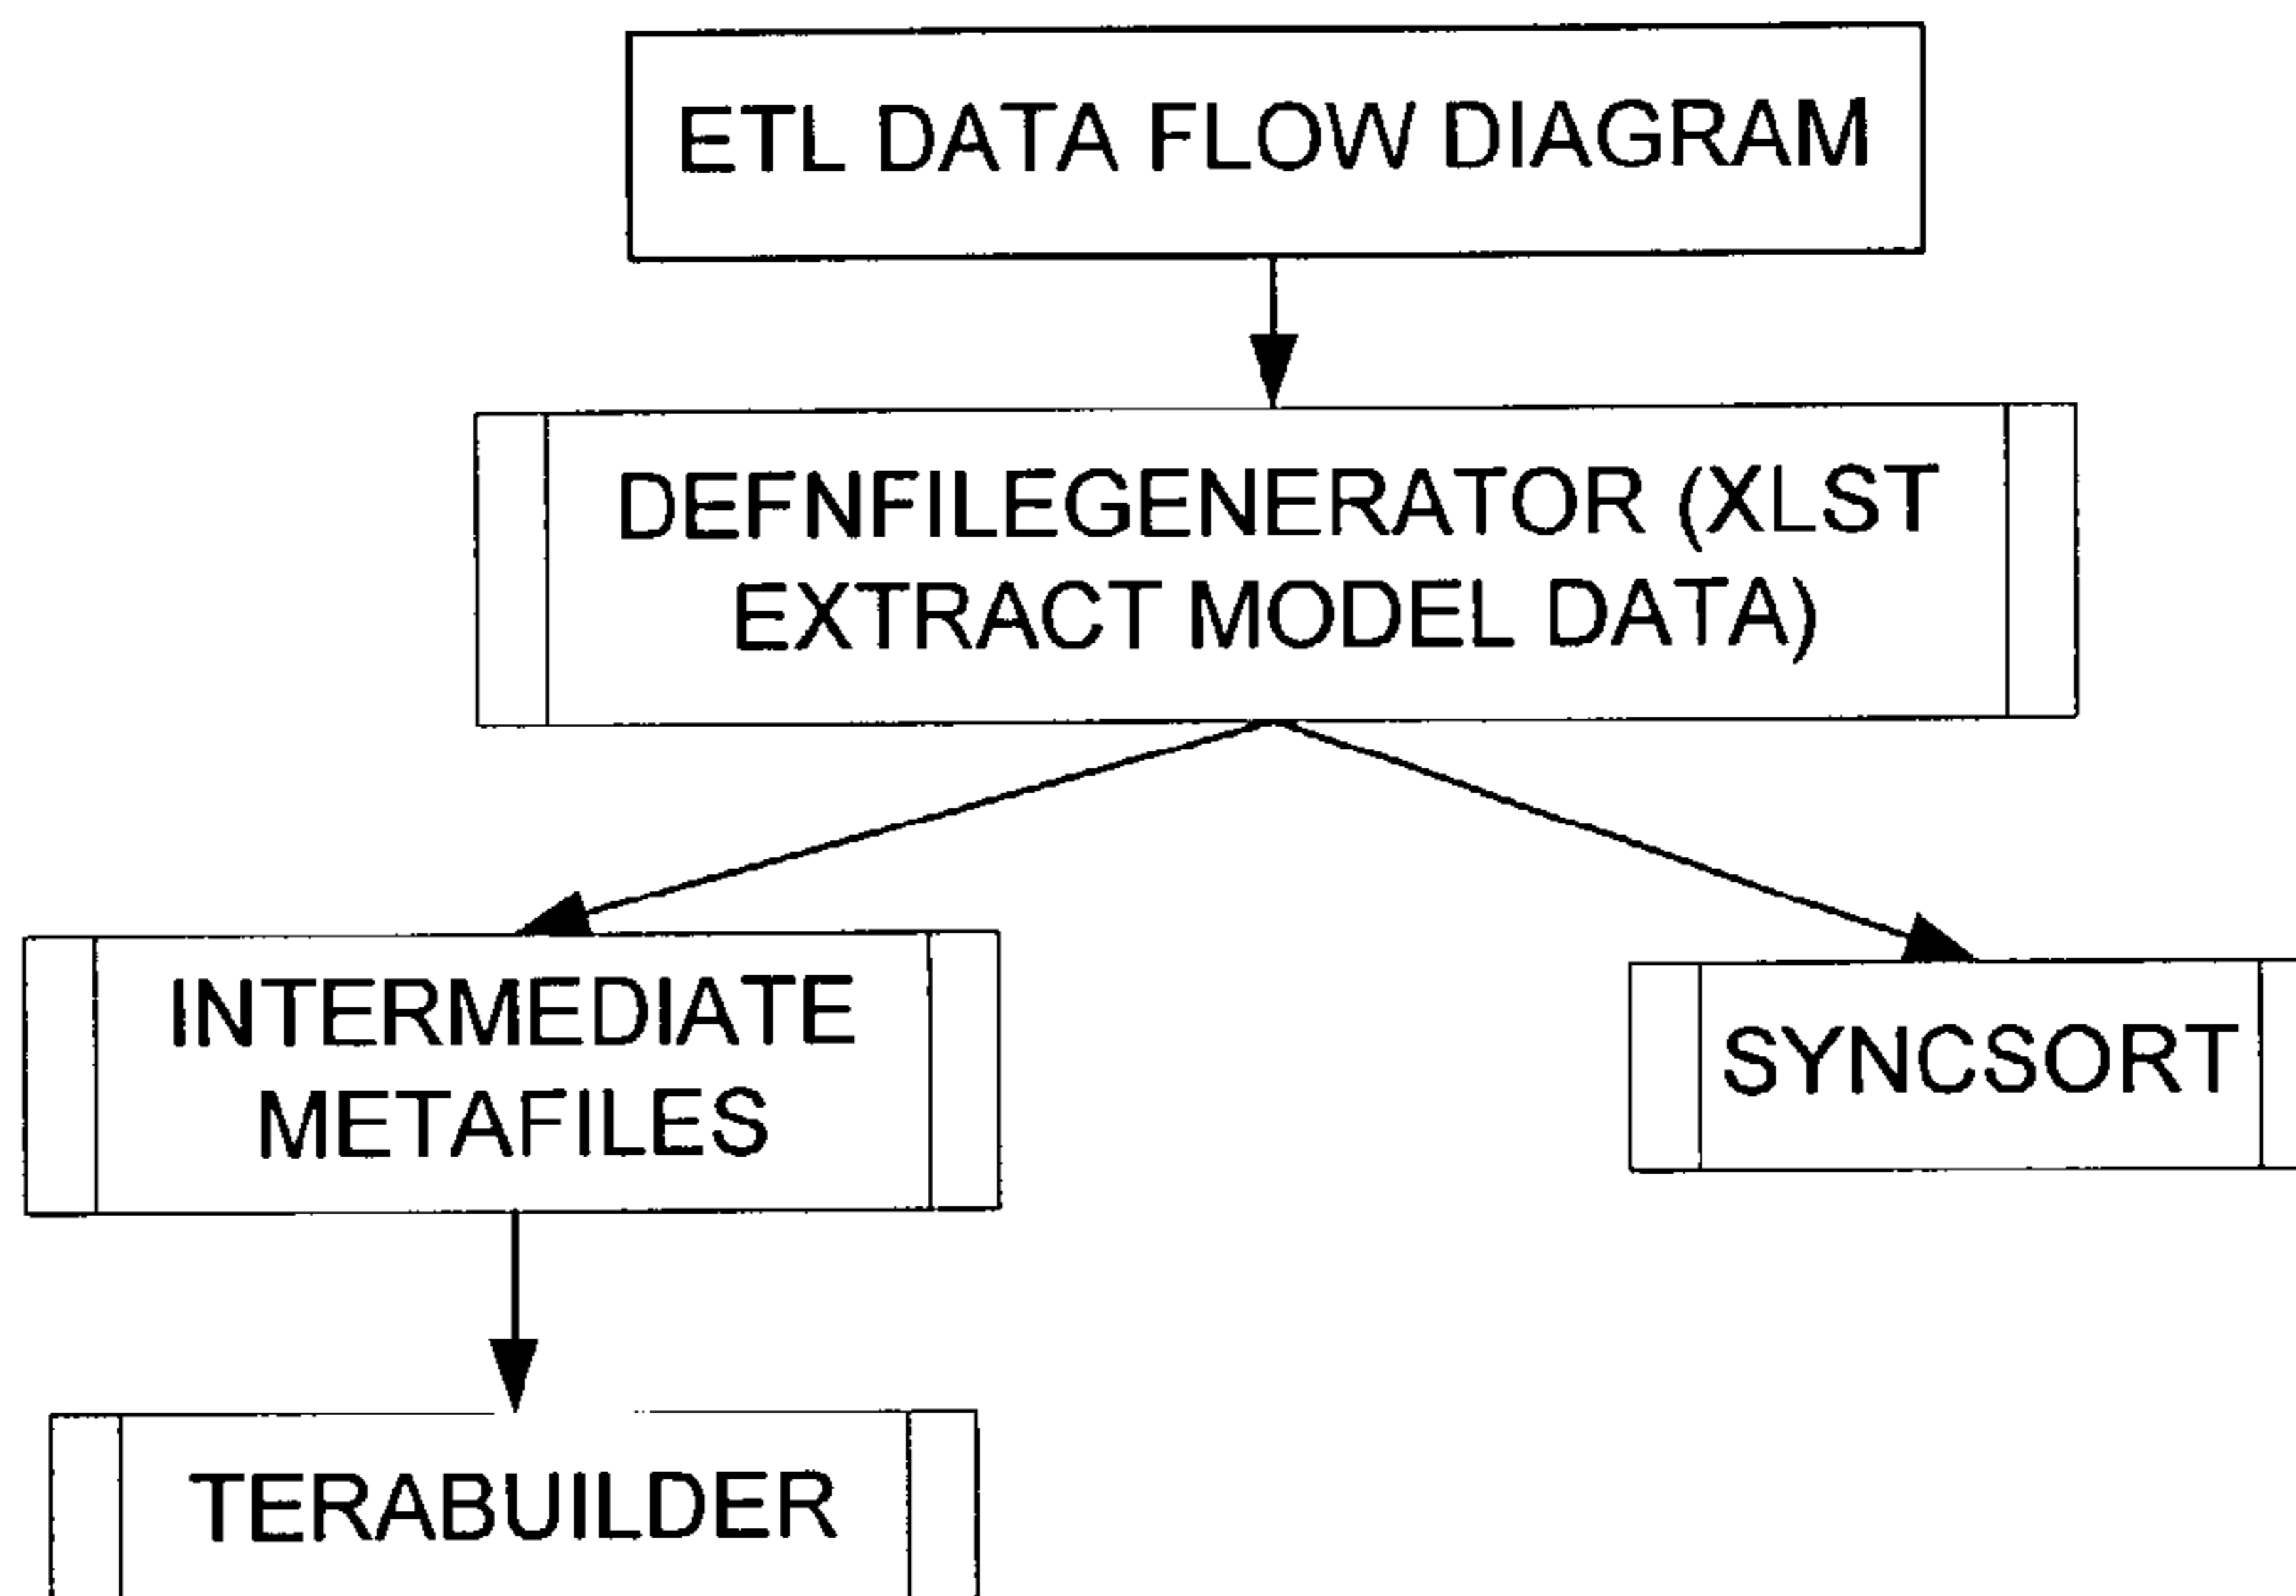 ETL DATA FLOW DIAGRAM
DEFNFILEGENERATOR (XLST
EXTRACT MODEL DATA)
INTERMEDIATE
METAFILES
SYNCSORT
TERABUILDER